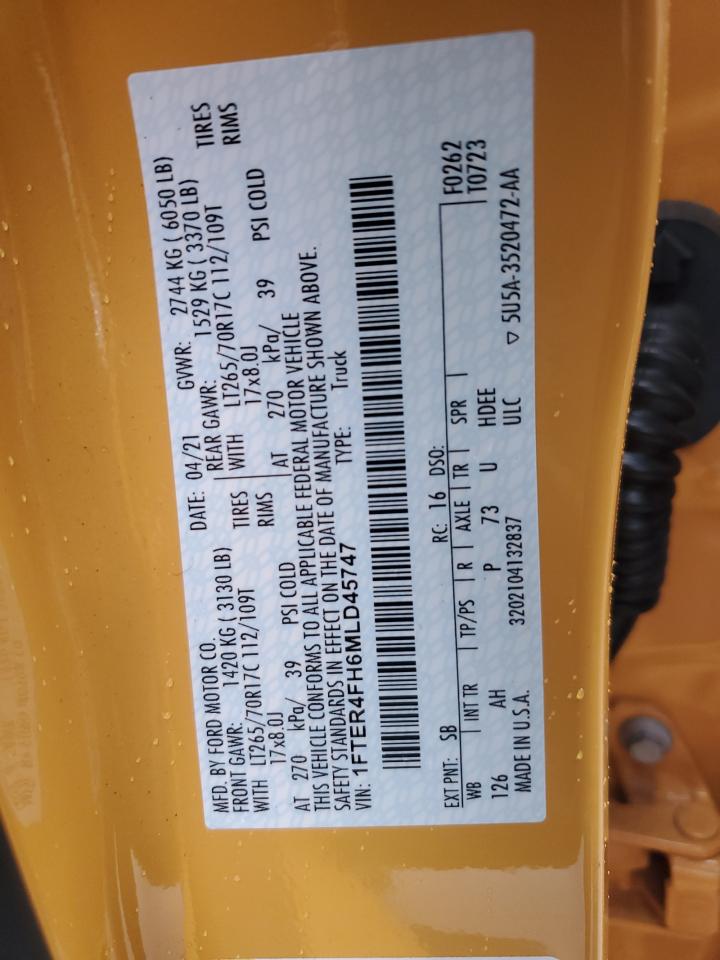 MFD. BY FORD MOTOR CO. DATE: 04/21 GVWR: 2744 KG ( 6050 LB)
FRONT GAWR: 1420 KG ( 3130 LB) REAR GAWR: 1529 KG ( 3370 LB)
WITH LT265/70R17C 112/109T TIRES WITH LT265/70R17C 112/109T TIRES
17x8.0J RIMS 17x8.0J RIMS
AT 270 kPa/ 39 PSI COLD AT 270 kPa/ 39 PSI COLD
THIS VEHICLE CONFORMS TO ALL APPLICABLE FEDERAL MOTOR VEHICLE
SAFETY STANDARDS IN EFFECT ON THE DATE OF MANUFACTURE SHOWN ABOVE.
VIN: 1FTER4FH6MLD45747 TYPE: Truck
EXT PNT: SB RC: 16 DSO: F0262
WB INT TR TP/PS R AXLE TR SPR T0723
126 AH P 73 U HDEE
ULC
MADE IN U.S.A. 3202104132837 ▽ 5U5A-3520472-AA